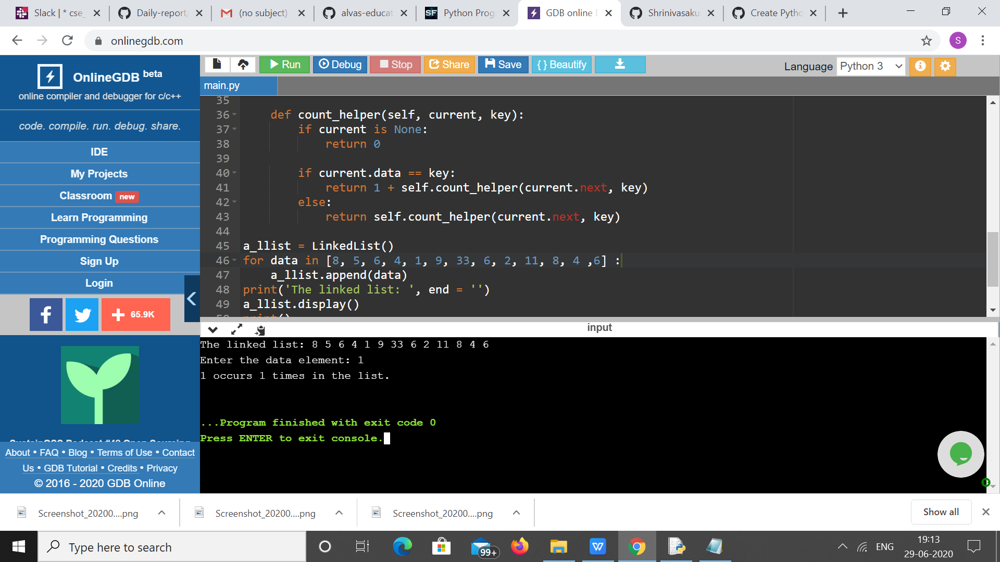 Slack | * cse_
Daily-report/
(no subject)
alvas-educat
SF Python Prog
GDB online D
Shrinivasaku
Create Pytho
onlinegdb.com
S
OnlineGDB beta
online compiler and debugger for c/c++
code. compile. run. debug. share.
IDE
My Projects
Classroom new
Learn Programming
Programming Questions
Sign Up
Login
f
65.9K
About • FAQ • Blog • Terms of Use • Contact
Us • GDB Tutorial • Credits • Privacy
© 2016 - 2020 GDB Online
Run Debug Stop Share Save { } Beautify
Language Python 3
main.py
35
36 def count_helper(self, current, key):
37 if current is None:
38 return 0
39
40 if current.data == key:
41 return 1 + self.count_helper(current.next, key)
42 else:
43 return self.count_helper(current.next, key)
44
45 a_llist = LinkedList()
46 for data in [8, 5, 6, 4, 1, 9, 33, 6, 2, 11, 8, 4 ,6] :
47 a_llist.append(data)
48 print('The linked list: ', end = '')
49 a_llist.display()
50 print()
input
The linked list: 8 5 6 4 1 9 33 6 2 11 8 4 6
Enter the data element: 1
1 occurs 1 times in the list.
...Program finished with exit code 0
Press ENTER to exit console.
Screenshot_20200....png
Screenshot_20200....png
Screenshot_20200....png
Show all
Type here to search
99+
W
ENG
19:13
29-06-2020